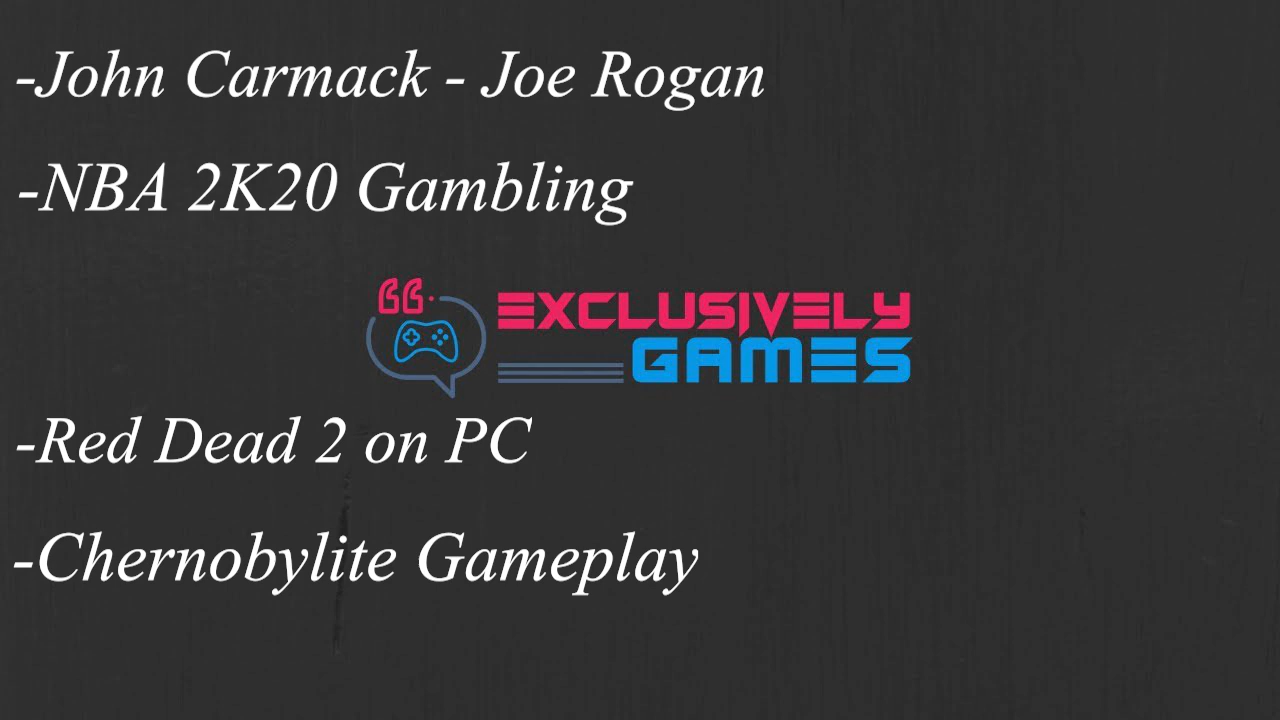 -John Carmack - Joe Rogan
-NBA 2K20 Gambling
EXCLUSIVELY
GAMES
-Red Dead 2 on PC
-Chernobylite Gameplay